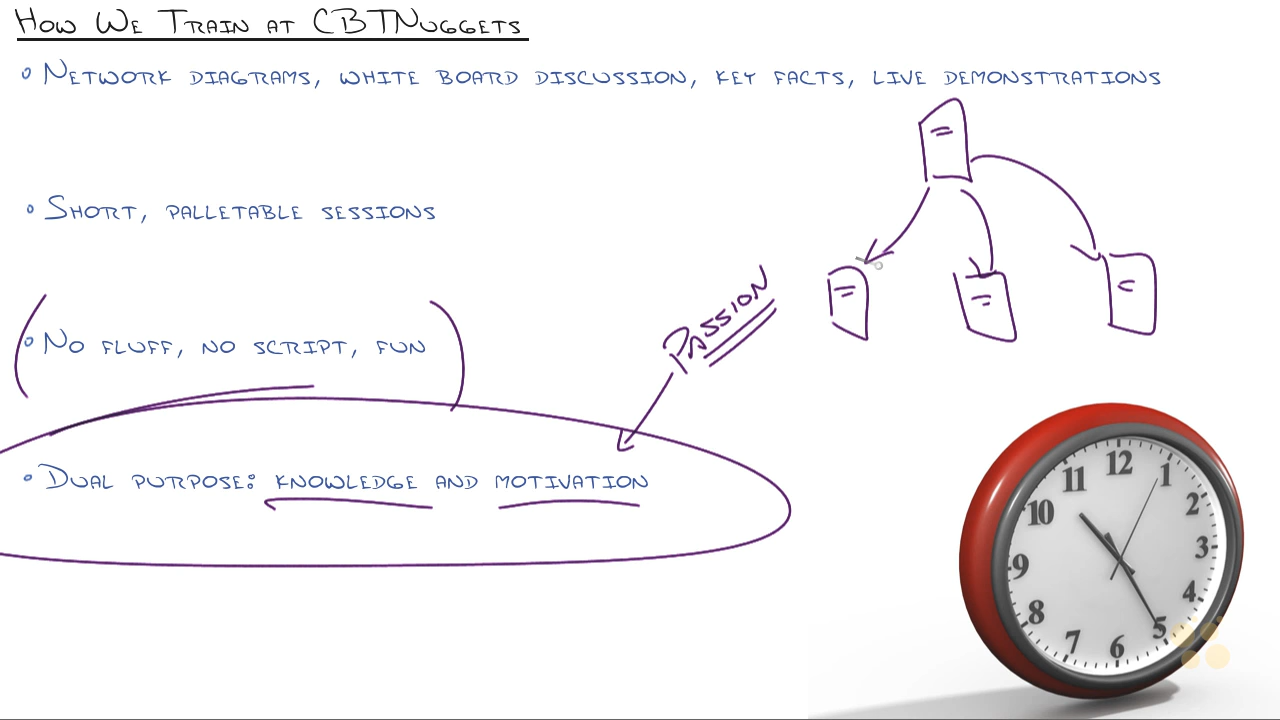 How We Train at CBTNuggets
Network diagrams, white board discussion, key facts, live demonstrations
Short, palletable sessions
No fluff, no script, fun
Passion
Dual purpose: knowledge and motivation
12
11
1
10
2
9
3
8
4
7
5
6